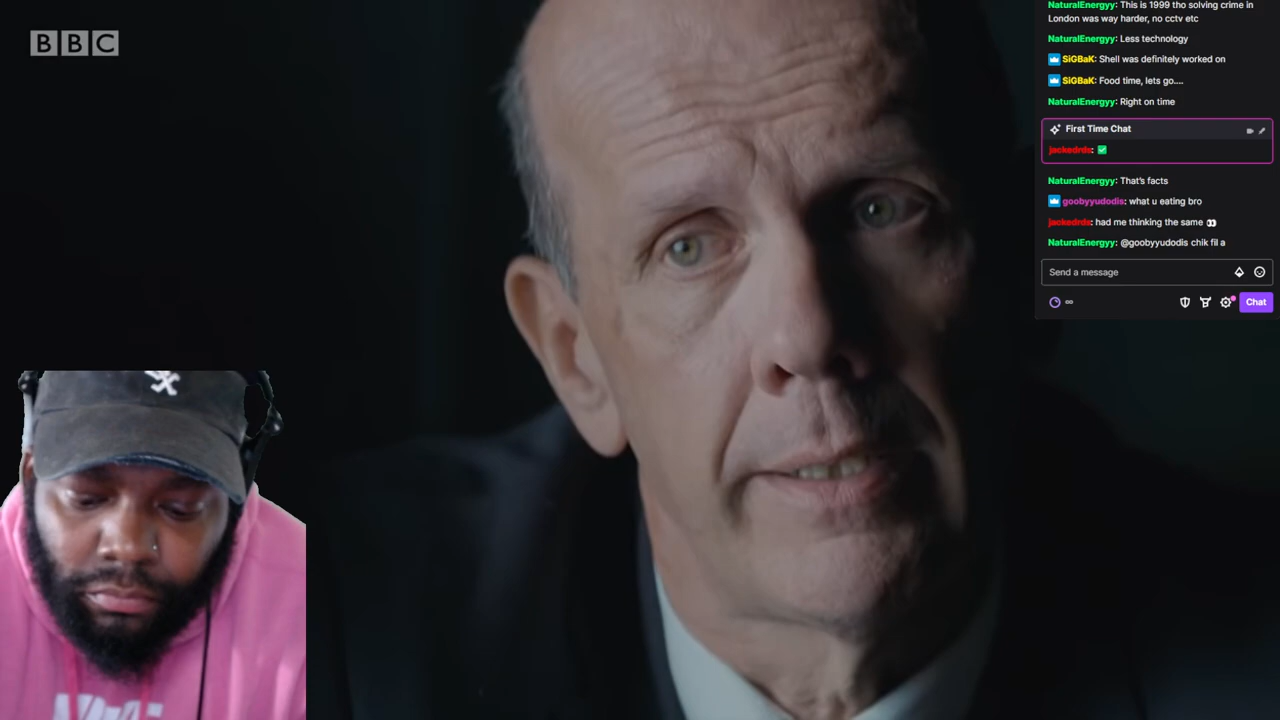 BBC
NaturalEnergyy: This is 1999 tho solving crime in
London was way harder, no cctv etc
NaturalEnergyy: Less technology
SiGBaK: Shell was definitely worked on
SiGBaK: Food time, lets go....
NaturalEnergyy: Right on time
First Time Chat
jackedrds: ✅
NaturalEnergyy: That's facts
goobyyudodis: what u eating bro
jackedrds: had me thinking the same 👀
NaturalEnergyy: @goobyyudodis chik fil a
Send a message
∞
Chat